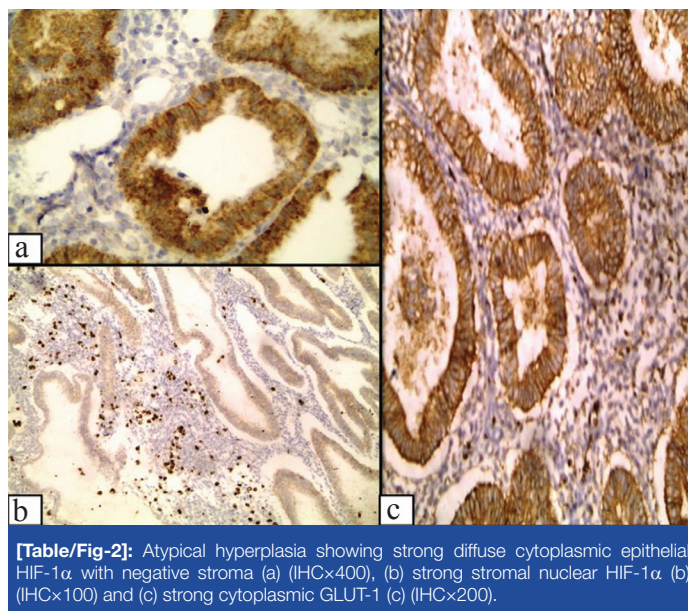 a
b
c
[Table/Fig-2]: Atypical hyperplasia showing strong diffuse cytoplasmic epithelial
HIF-1α with negative stroma (a) (IHC×400), (b) strong stromal nuclear HIF-1α (b)
(IHC×100) and (c) strong cytoplasmic GLUT-1 (c) (IHC×200).